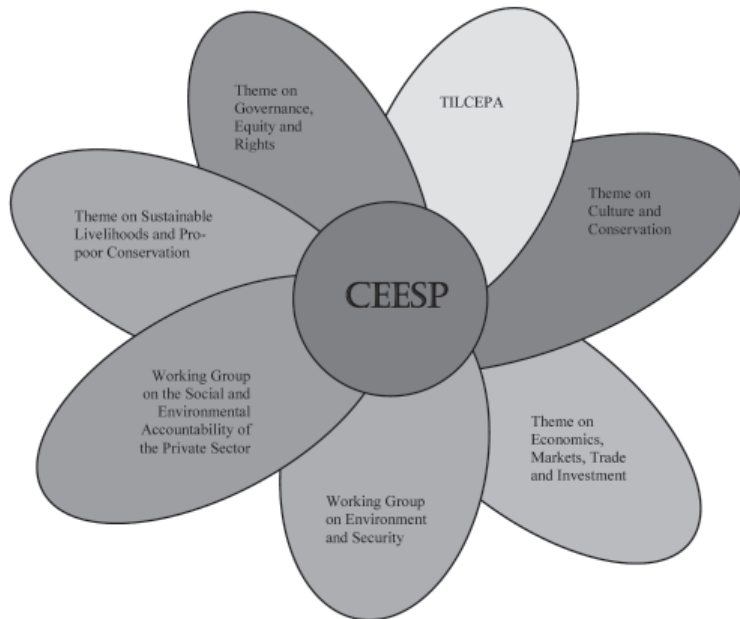 Theme on
Governance,
Equity and
Rights
TILCEPA
Theme on
Culture and
Conservation
Theme on Sustainable
Livelihoods and Pro-
poor Conservation
CEESP
Working Group
on the Social and
Environmental
Accountability of
the Private Sector
Theme on
Economics,
Markets, Trade
and Investment
Working Group
on Environment
and Security